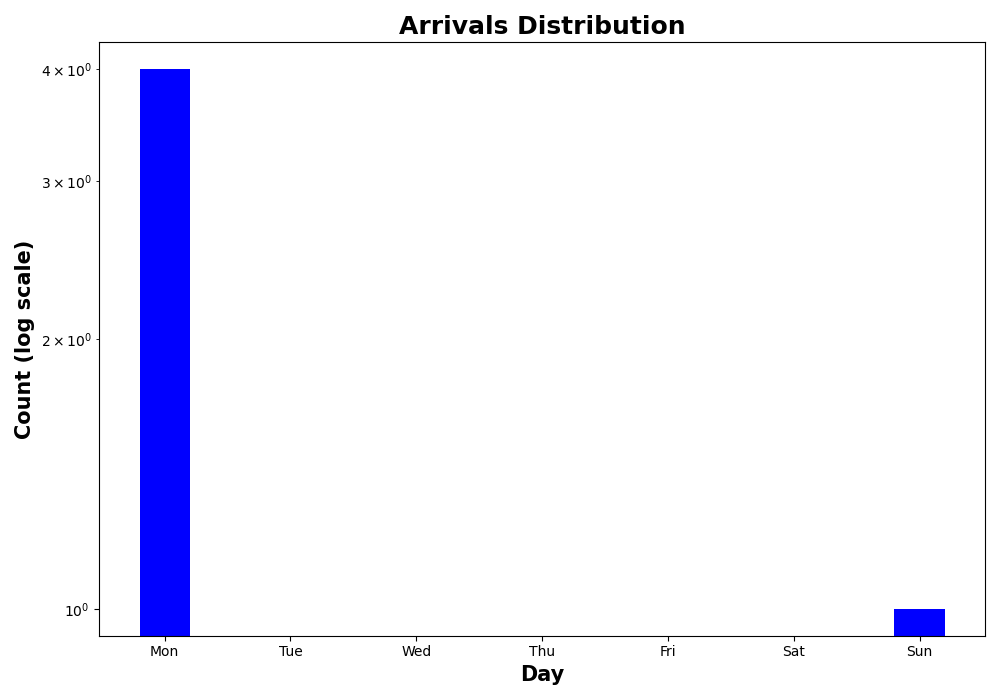 Arrivals Distribution
4 × 10⁰
3 × 10⁰
2 × 10⁰
10⁰
Count (log scale)
Mon Tue Wed Thu Fri Sat Sun
Day